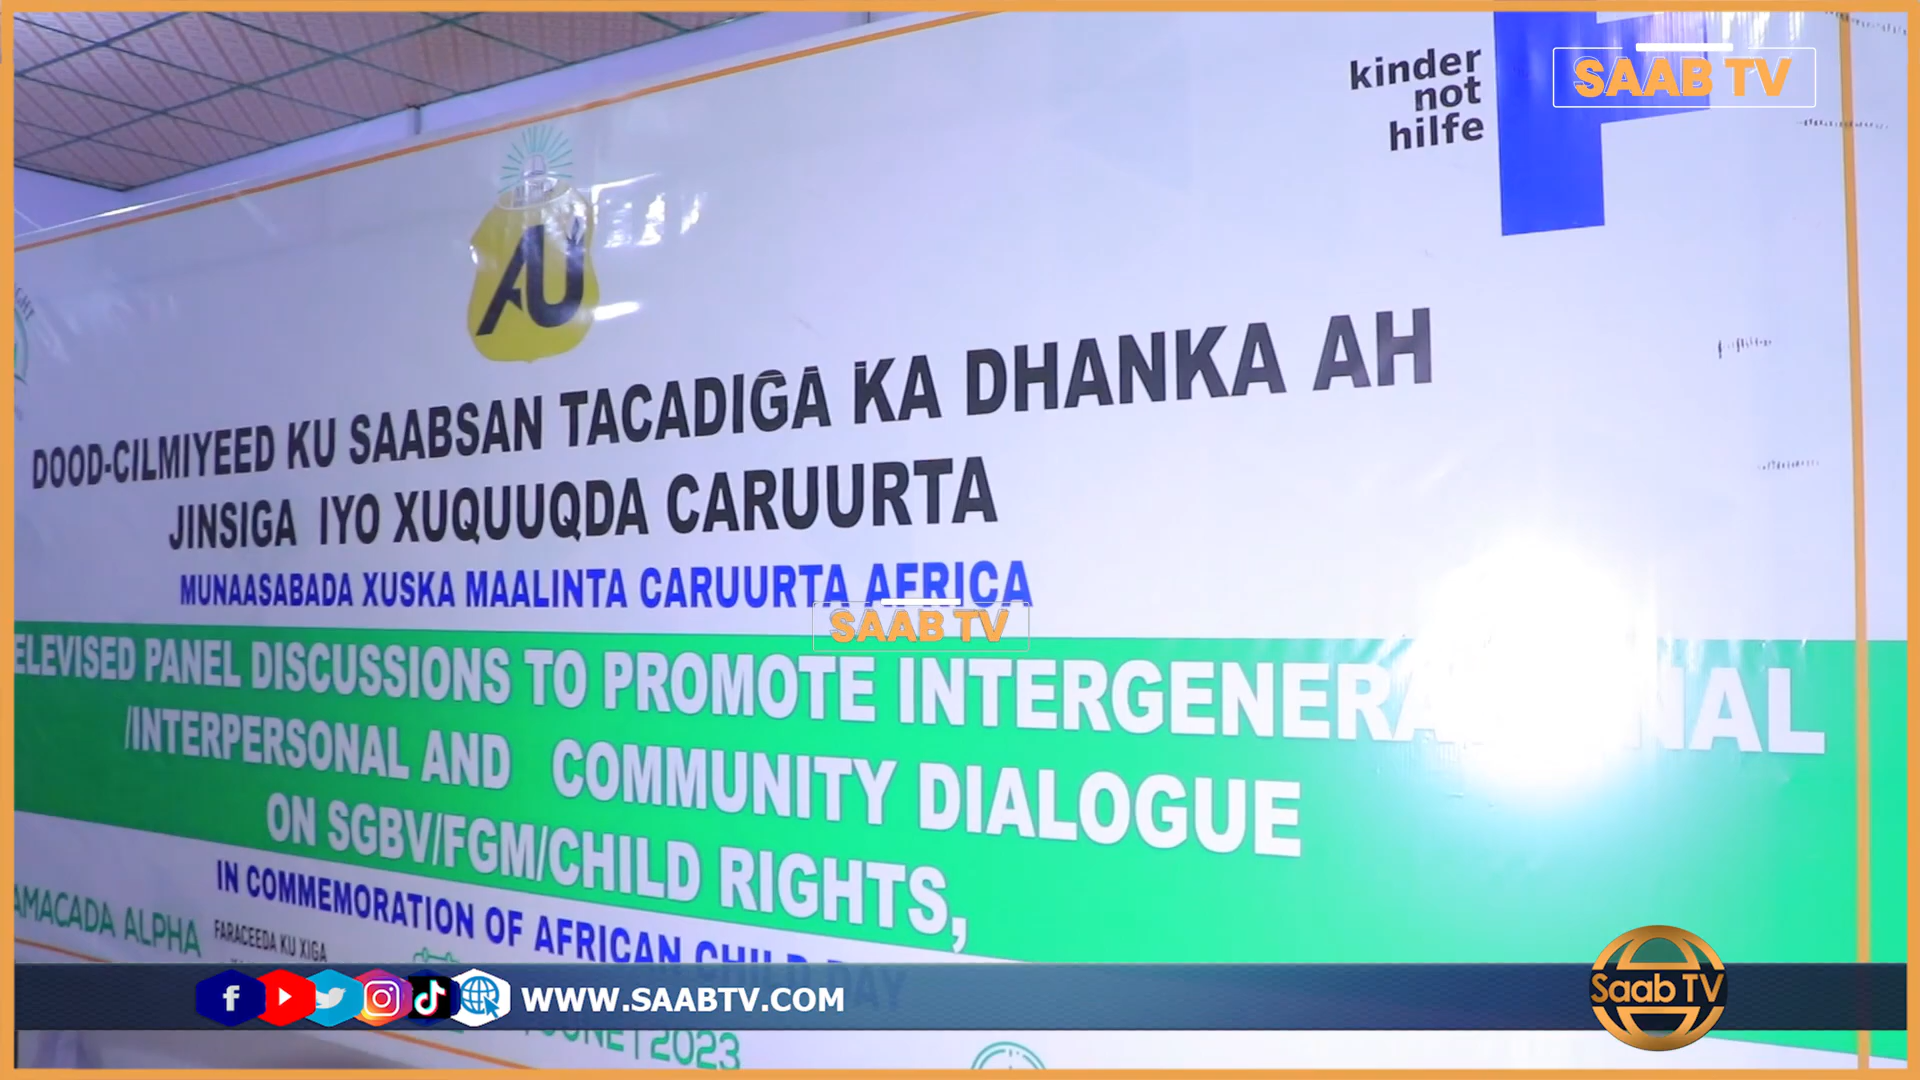 kinder
not
hilfe
SAAB TV
AU
DOOD-CILMIYEED KU SAABSAN TACADIGA KA DHANKA AH
JINSIGA IYO XUQUUQDA CARUURTA
MUNAASABADA XUSKA MAALINTA CARUURTA AFRICA
SAAB TV
ELEVISED PANEL DISCUSSIONS TO PROMOTE
/INTERPERSONAL AND COMMUNITY DIALOGUE
ON SGBV/FGM/CHILD RIGHTS,
IN COMMEMORATION OF AFRICAN CHILD DAY
AMACADA ALPHA
FARACEEDA KU XIGA
WWW.SAABTV.COM
Saab TV
2023